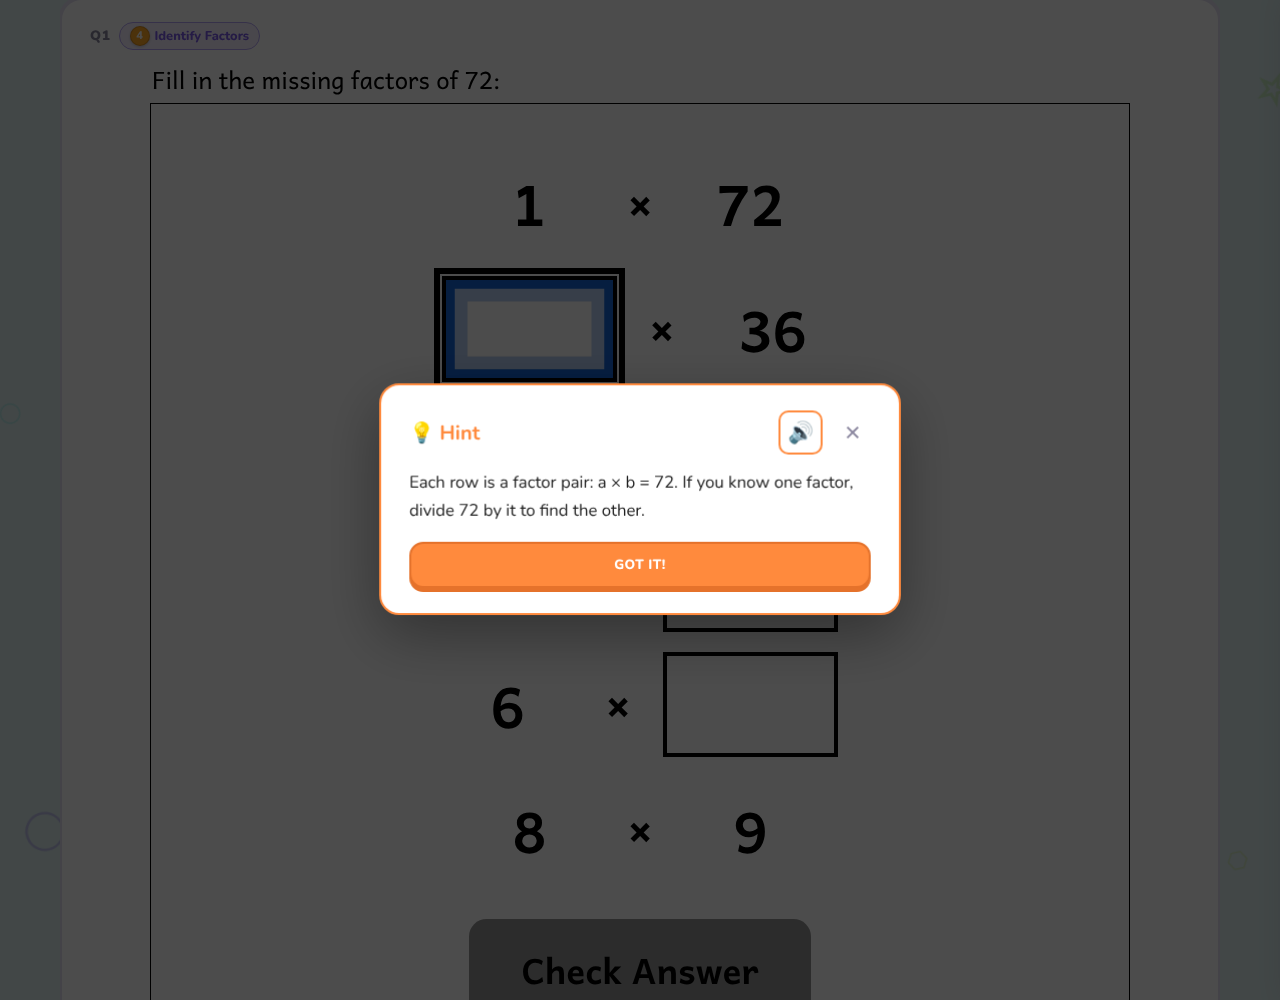 Q1 4 Identify Factors
Fill in the missing factors of 72:
1 × 72
× 36
💡 Hint
Each row is a factor pair: a × b = 72. If you know one factor,
divide 72 by it to find the other.
GOT IT!
6 ×
8 × 9
Check Answer